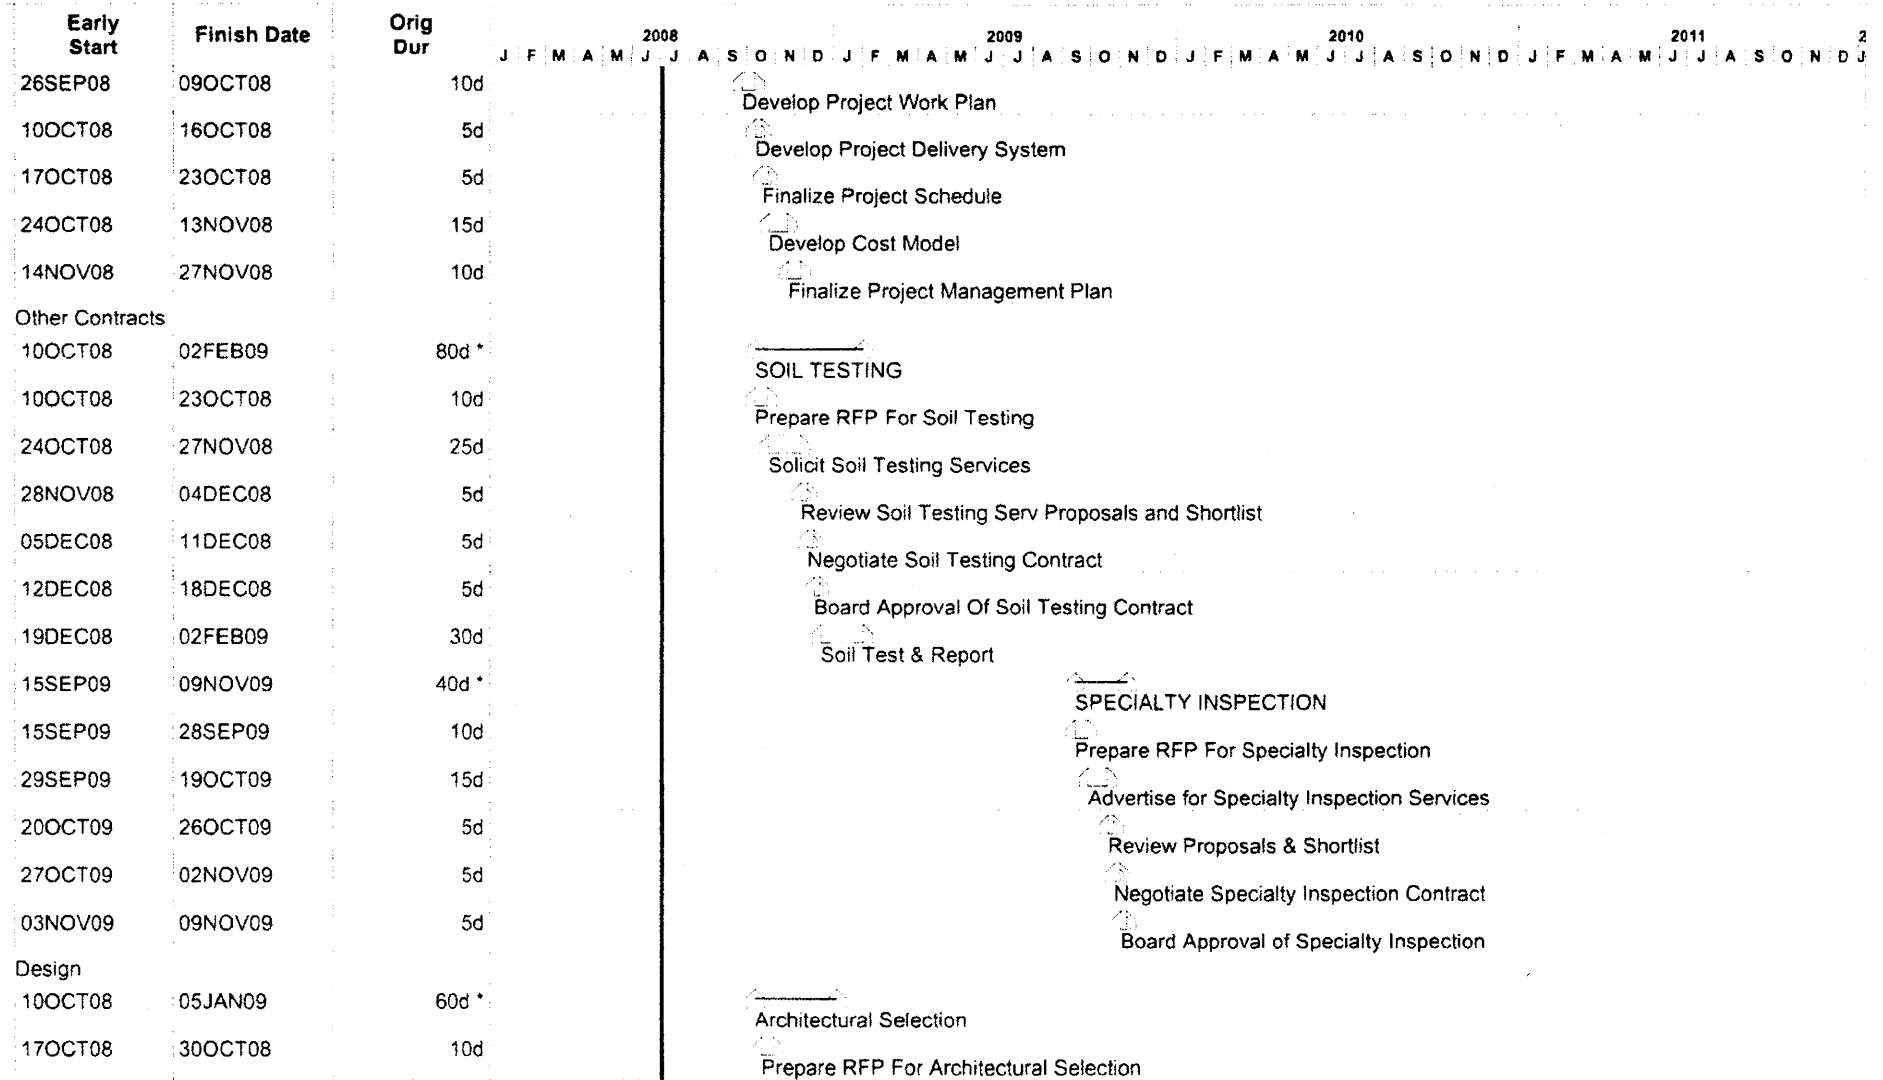 Early Start Finish Date Orig Dur
2008 2009 2010 2011 2
J F M A M J J A S O N D J F M A M J J A S O N D J F M A M J J A S O N D J F M A M J J A S O N D J
26SEP08 09OCT08 10d
Develop Project Work Plan
10OCT08 16OCT08 5d
Develop Project Delivery System
17OCT08 23OCT08 5d
Finalize Project Schedule
24OCT08 13NOV08 15d
Develop Cost Model
14NOV08 27NOV08 10d
Finalize Project Management Plan
Other Contracts
10OCT08 02FEB09 80d *
SOIL TESTING
10OCT08 23OCT08 10d
Prepare RFP For Soil Testing
24OCT08 27NOV08 25d
Solicit Soil Testing Services
28NOV08 04DEC08 5d
Review Soil Testing Serv Proposals and Shortlist
05DEC08 11DEC08 5d
Negotiate Soil Testing Contract
12DEC08 18DEC08 5d
Board Approval Of Soil Testing Contract
19DEC08 02FEB09 30d
Soil Test & Report
15SEP09 09NOV09 40d *
SPECIALTY INSPECTION
15SEP09 28SEP09 10d
Prepare RFP For Specialty Inspection
29SEP09 19OCT09 15d
Advertise for Specialty Inspection Services
20OCT09 26OCT09 5d
Review Proposals & Shortlist
27OCT09 02NOV09 5d
Negotiate Specialty Inspection Contract
03NOV09 09NOV09 5d
Board Approval of Specialty Inspection
Design
10OCT08 05JAN09 60d *
Architectural Selection
17OCT08 30OCT08 10d
Prepare RFP For Architectural Selection